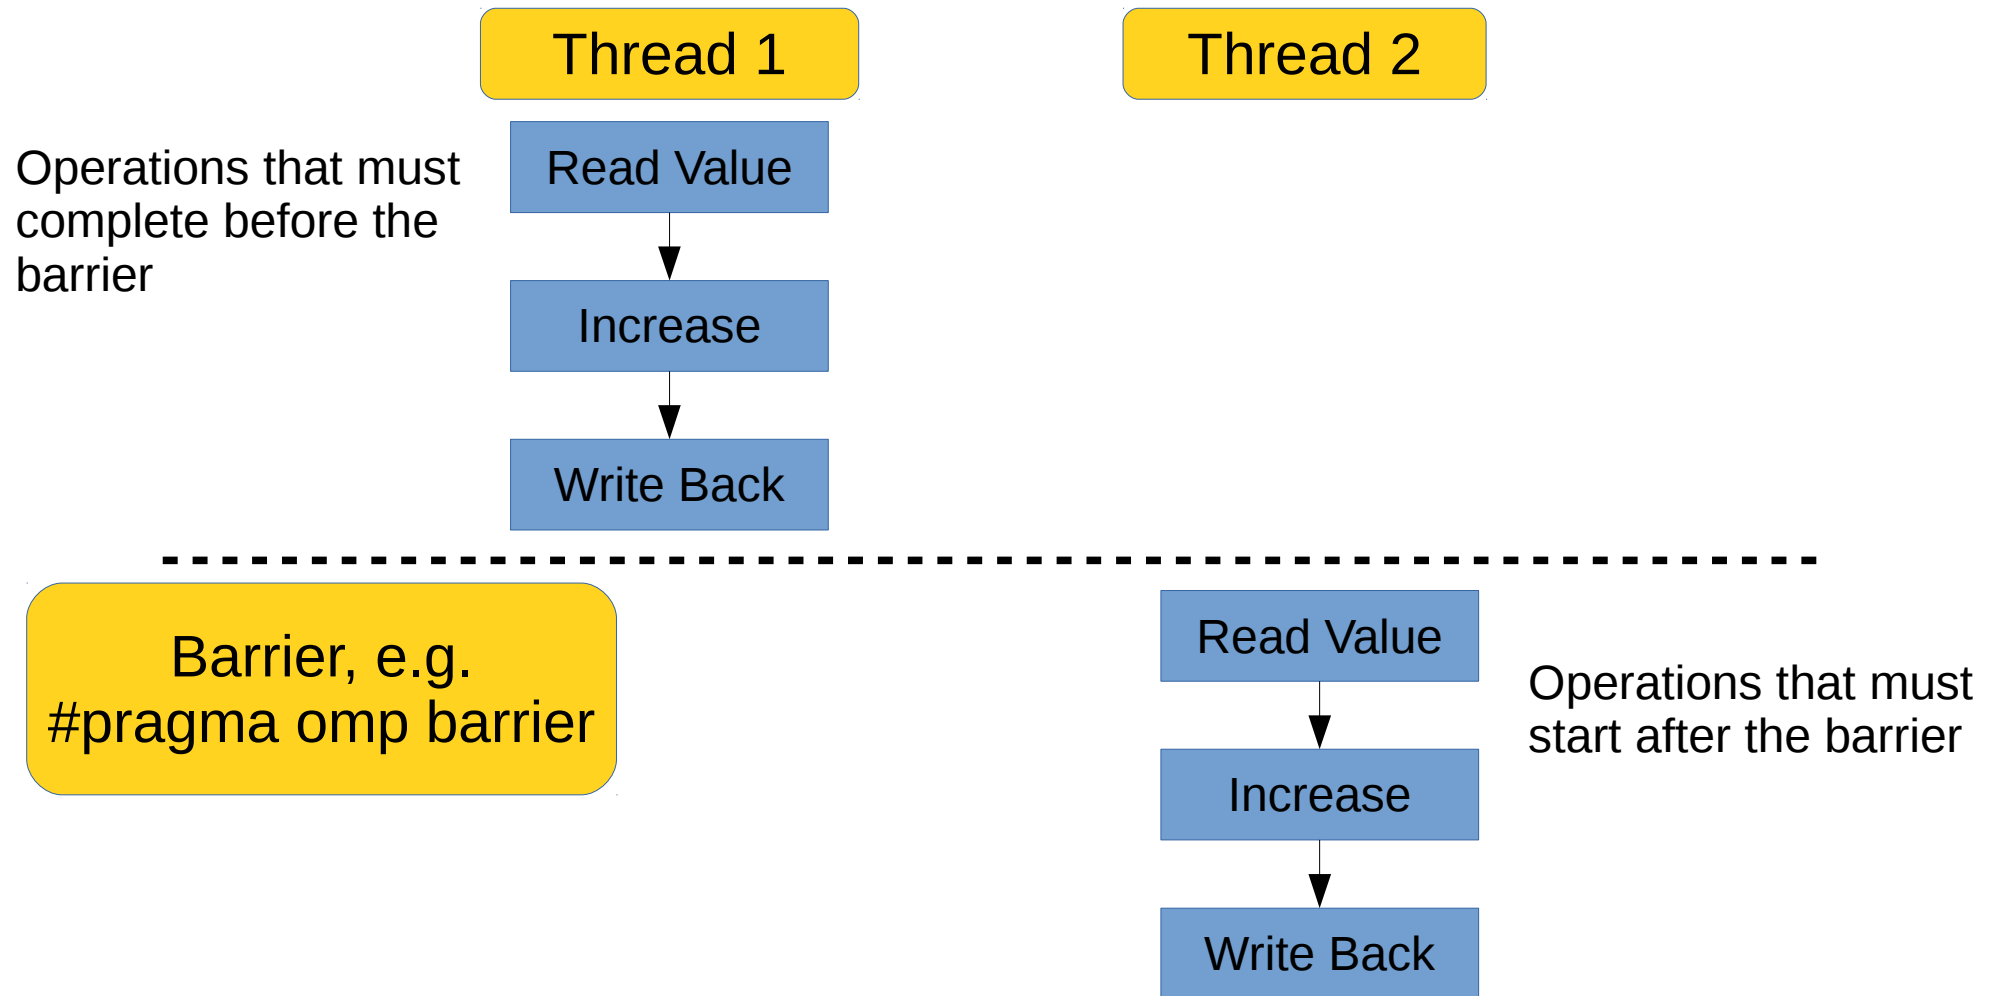 Thread 1
Thread 2
Operations that must
complete before the
barrier
Read Value
Increase
Write Back
Barrier, e.g.
#pragma omp barrier
Read Value
Increase
Write Back
Operations that must
start after the barrier